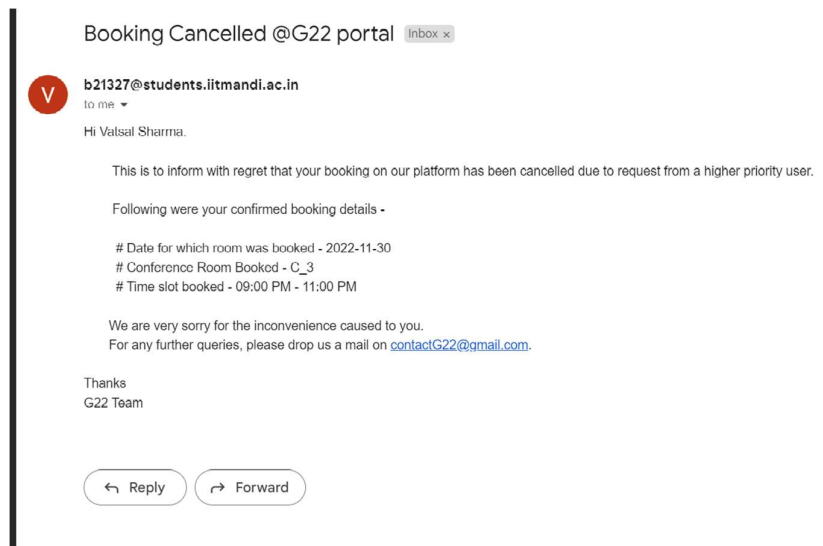 Booking Cancelled @G22 portal Inbox ×
V
b21327@students.iitmandi.ac.in
to me
Hi Vatsal Sharma.
This is to inform with regret that your booking on our platform has been cancelled due to request from a higher priority user.
Following were your confirmed booking details -
# Date for which room was booked - 2022-11-30
# Conference Room Booked - C_3
# Time slot booked - 09:00 PM - 11:00 PM
We are very sorry for the inconvenience caused to you.
For any further queries, please drop us a mail on contactG22@gmail.com.
Thanks
G22 Team
Reply Forward